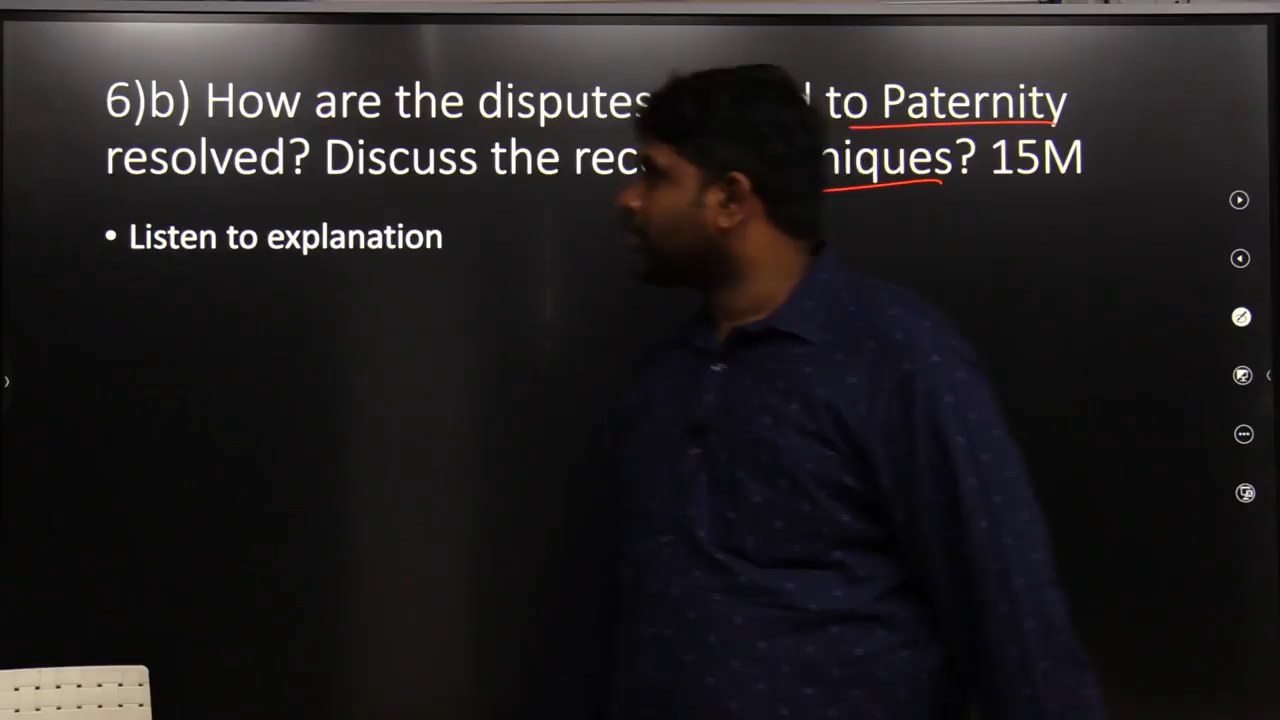 6)b) How are the disputes to Paternity
resolved? Discuss the 15M
• Listen to explanation